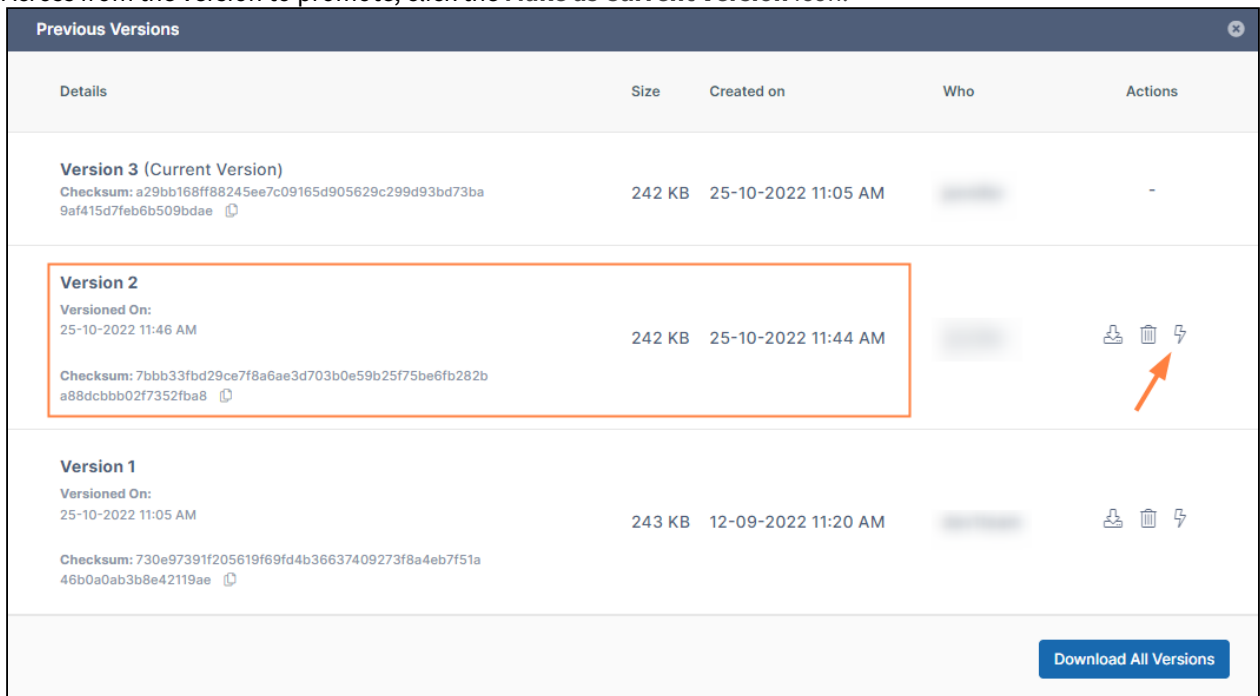 Previous Versions
Details Size Created on Who Actions
Version 3 (Current Version)
Checksum: a29bb168ff88245ee7c09165d905629c299d93bd73ba
9af415d7feb6b509bdae
242 KB 25-10-2022 11:05 AM -
Version 2
Versioned On:
25-10-2022 11:46 AM
242 KB 25-10-2022 11:44 AM
Checksum: 7bbb33fbd29ce7f8a6ae3d703b0e59b25f75be6fb282b
a88dcbbb02f7352fba8
Version 1
Versioned On:
25-10-2022 11:05 AM
243 KB 12-09-2022 11:20 AM
Checksum: 730e97391f205619f69fd4b36637409273f8a4eb7f51a
46b0a0ab3b8e42119ae
Download All Versions